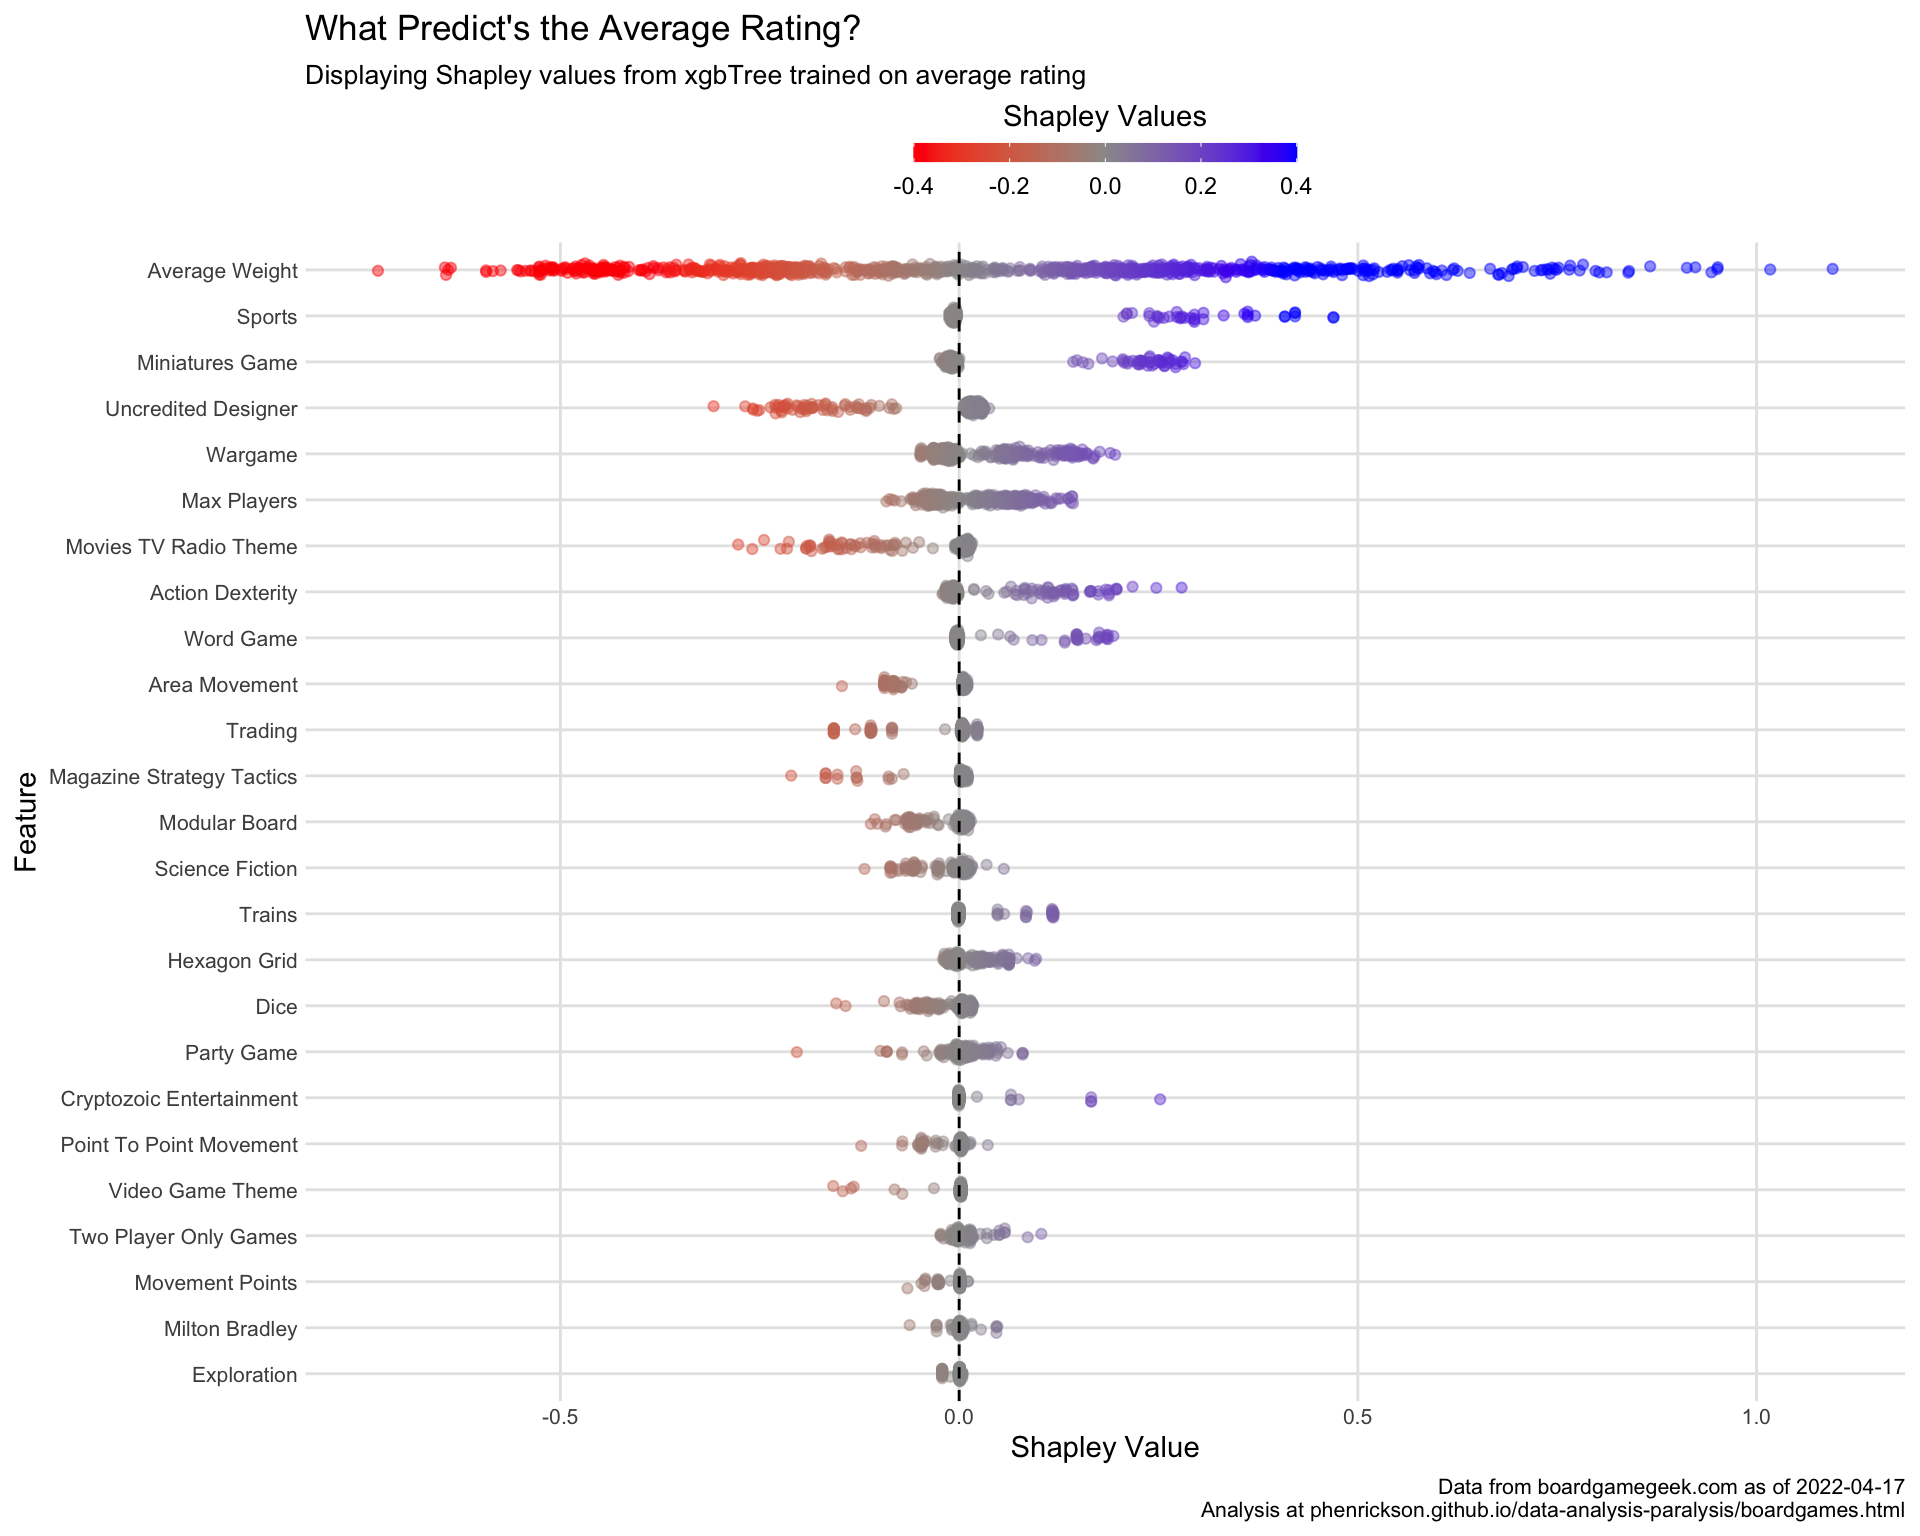 What Predict's the Average Rating?
Displaying Shapley values from xgbTree trained on average rating
Shapley Values
-0.4 -0.2 0.0 0.2 0.4
Average Weight
Sports
Miniatures Game
Uncredited Designer
Wargame
Max Players
Movies TV Radio Theme
Action Dexterity
Word Game
Area Movement
Trading
Magazine Strategy Tactics
Modular Board
Science Fiction
Trains
Hexagon Grid
Dice
Party Game
Cryptozoic Entertainment
Point To Point Movement
Video Game Theme
Two Player Only Games
Movement Points
Milton Bradley
Exploration
Feature
-0.5 0.0 0.5 1.0
Shapley Value
Data from boardgamegeek.com as of 2022-04-17
Analysis at phenrickson.github.io/data-analysis-paralysis/boardgames.html